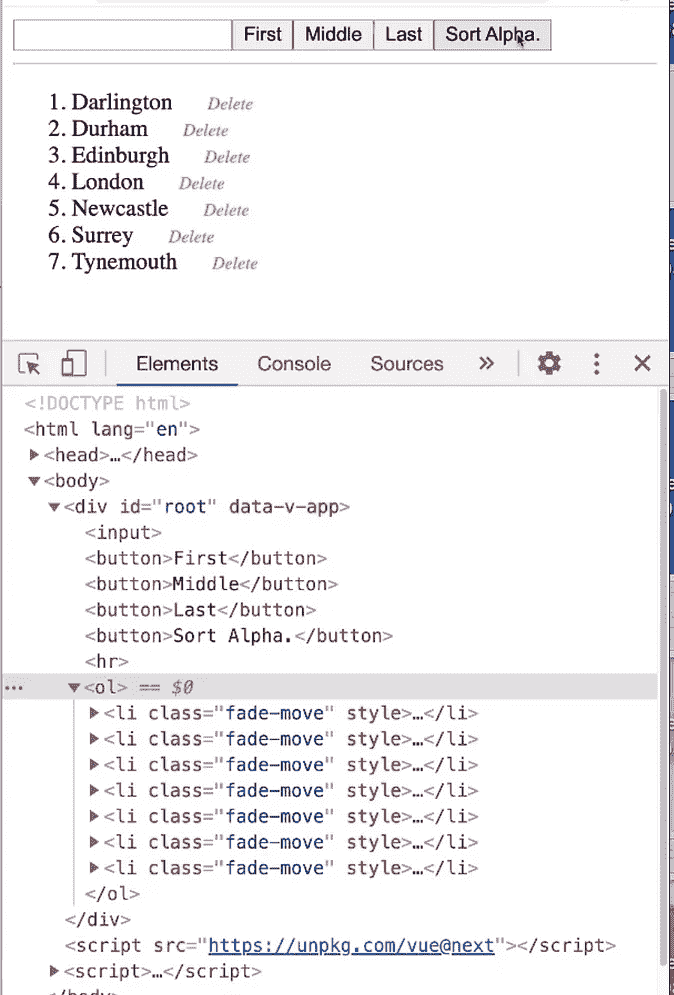 First Middle Last Sort Alpha.
1. Darlington Delete
2. Durham Delete
3. Edinburgh Delete
4. London Delete
5. Newcastle Delete
6. Surrey Delete
7. Tynemouth Delete
Elements Console Sources »
<!DOCTYPE html>
<html lang="en">
▶<head>…</head>
▼<body>
▼<div id="root" data-v-app>
<input>
<button>First</button>
<button>Middle</button>
<button>Last</button>
<button>Sort Alpha.</button>
<hr>
… ▼<ol> == $0
▶<li class="fade-move" style>…</li>
▶<li class="fade-move" style>…</li>
▶<li class="fade-move" style>…</li>
▶<li class="fade-move" style>…</li>
▶<li class="fade-move" style>…</li>
▶<li class="fade-move" style>…</li>
▶<li class="fade-move" style>…</li>
</ol>
</div>
<script src="https://unpkg.com/vue@next"></script>
▶<script>…</script>
</body>